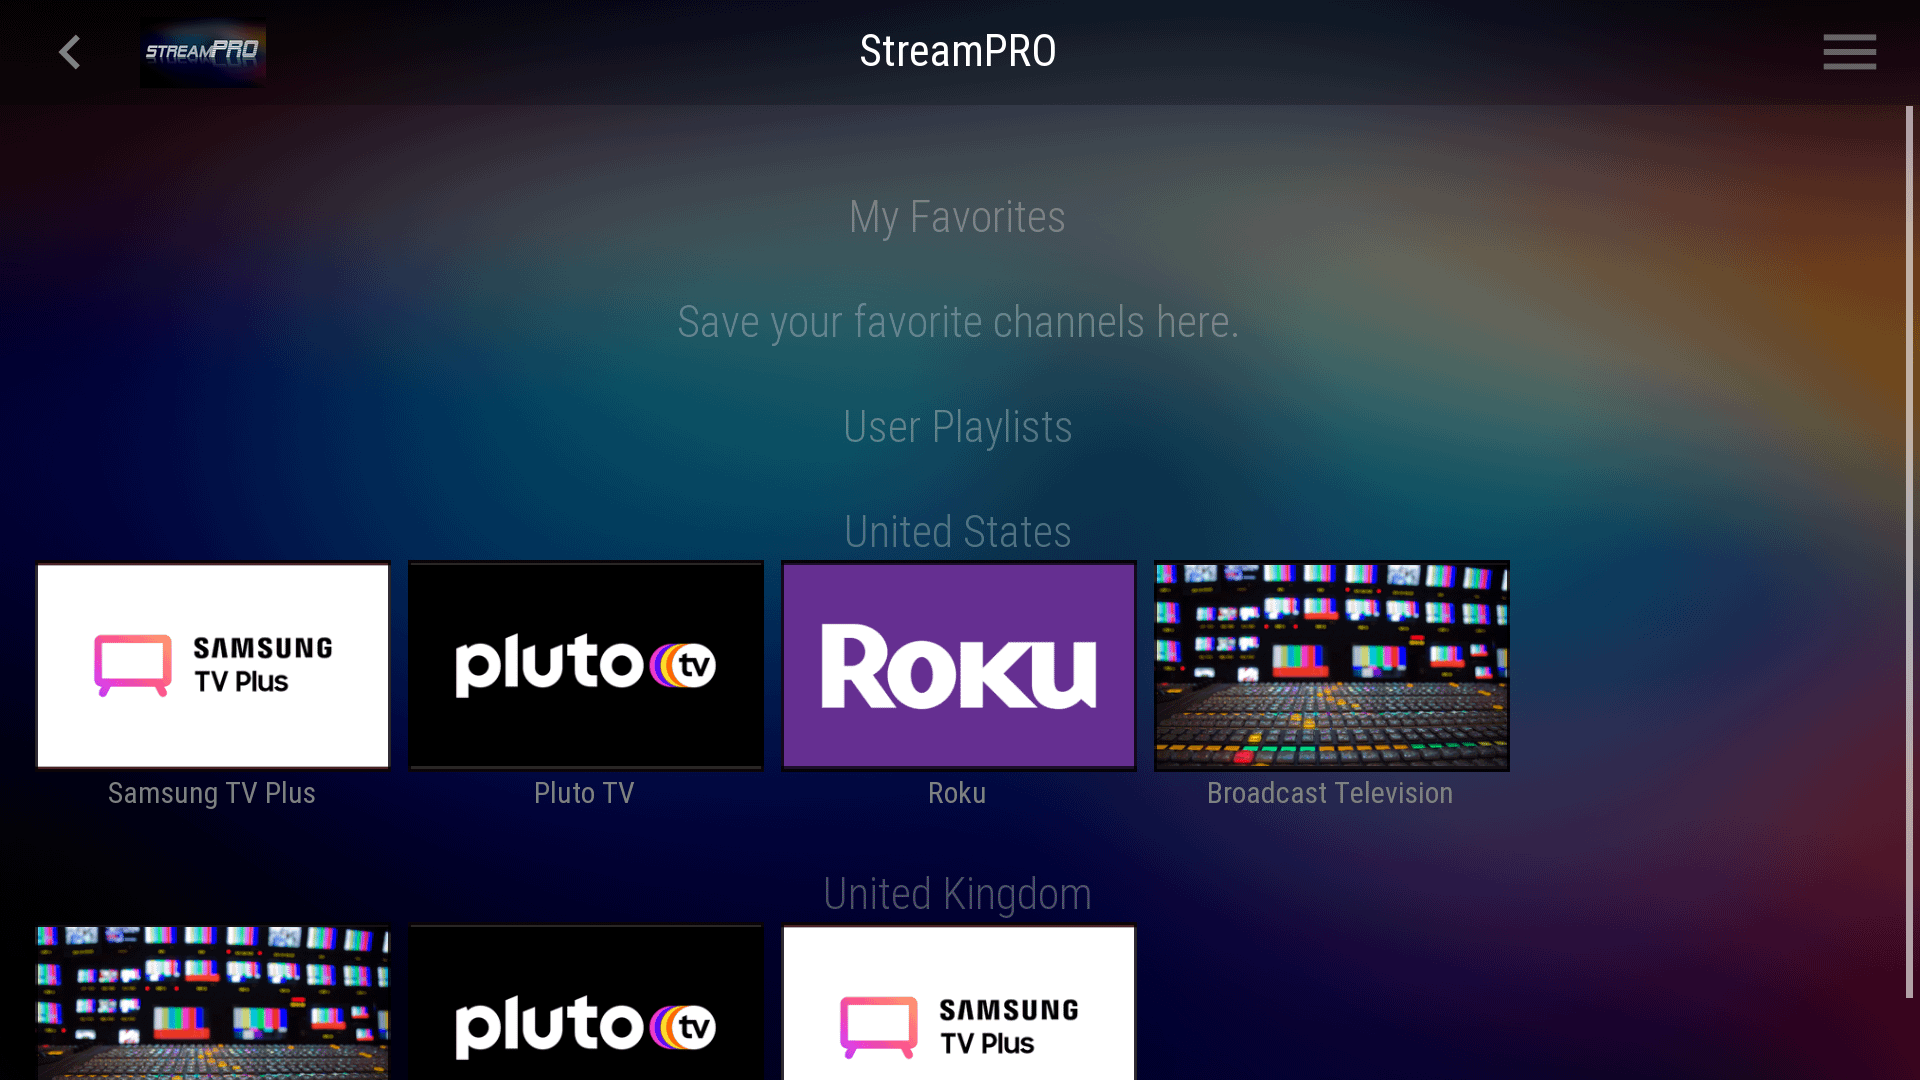 STREAMPRO
StreamPRO
My Favorites
Save your favorite channels here.
User Playlists
United States
SAMSUNG
TV Plus
pluto tv
ROKU
Samsung TV Plus
Pluto TV
Roku
Broadcast Television
United Kingdom
pluto tv
SAMSUNG
TV Plus